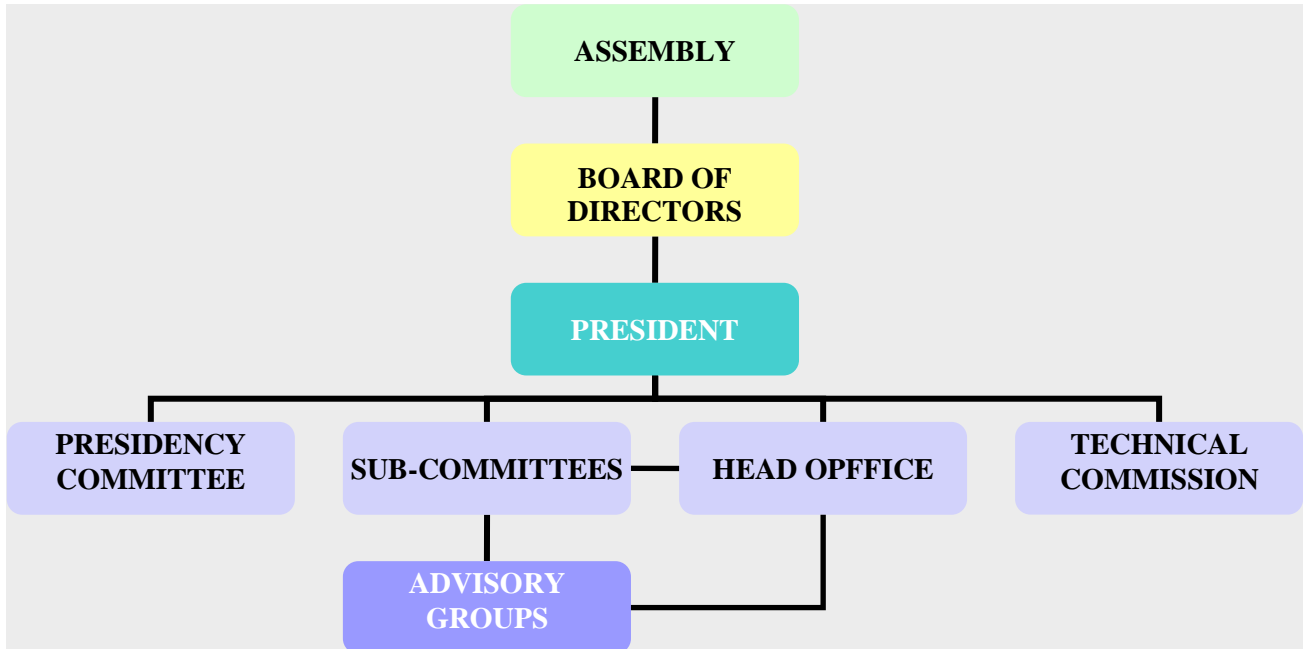 ASSEMBLY
BOARD OF
DIRECTORS
PRESIDENT
PRESIDENCY
COMMITTEE
SUB-COMMITTEES
HEAD OPFFICE
TECHNICAL
COMMISSION
ADVISORY
GROUPS